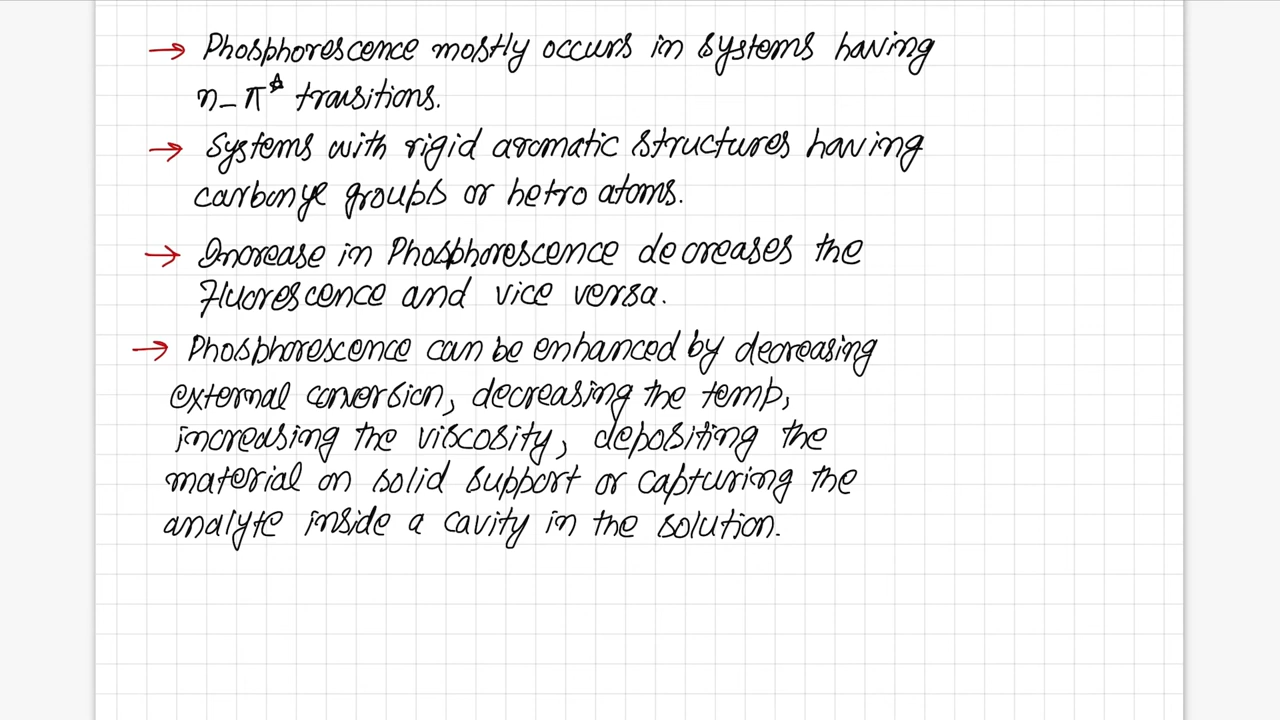 → Phosphorescence mostly occurs in systems having
n-π* transitions.
→ Systems with rigid aromatic structures having
carbonye groups or hetro atoms.
→ Increase in Phosphorescence decreases the
Fluorescence and vice versa.
→ Phosphorescence can be enhanced by decreasing
external conversion, decreasing the temp,
increasing the viscosity, depositing the
material on solid support or capturing the
analyte inside a cavity in the solution.